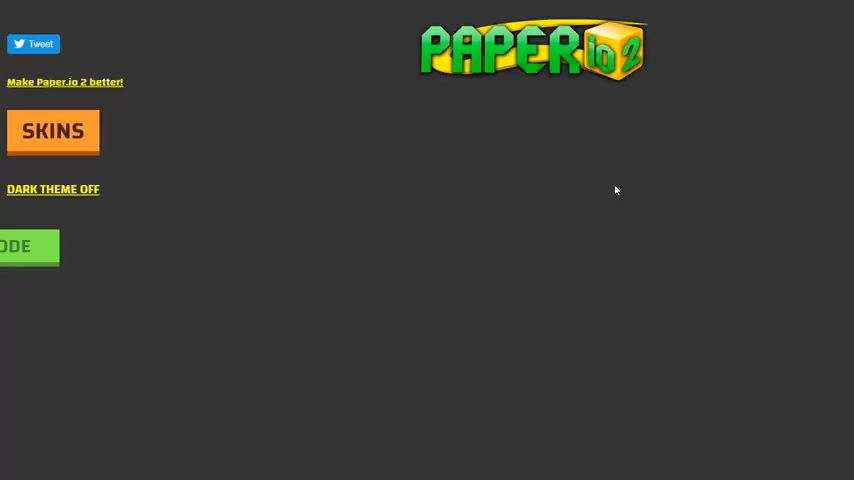 Tweet
PAPER io 2
Make Paper.io 2 better!
SKINS
DARK THEME OFF
ODE